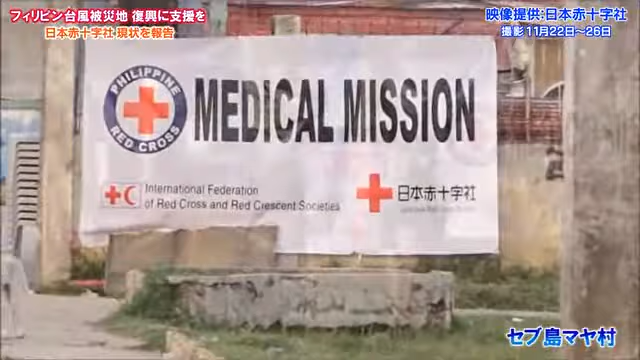 フィリピン台風被災地 復興に支援を
日本赤十字社 現状を報告
映像提供:日本赤十字社
撮影 11月22日〜26日
PHILIPPINE
RED CROSS
MEDICAL MISSION
International Federation
of Red Cross and Red Crescent Societies
日本赤十字社
セブ島マヤ村